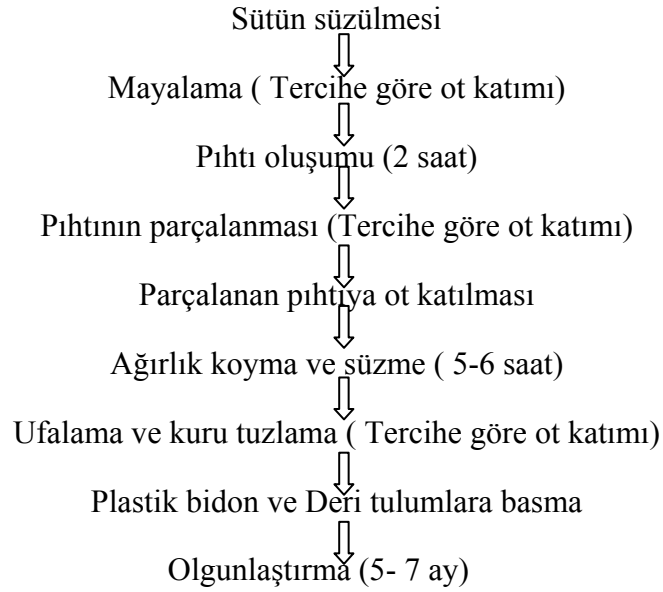 Sütün süzülmesi
Mayalama ( Tercihe göre ot katımı)
Pıhtı oluşumu (2 saat)
Pıhtının parçalanması (Tercihe göre ot katımı)
Parçalanan pıhtıya ot katılması
Ağırlık koyma ve süzme ( 5-6 saat)
Ufalama ve kuru tuzlama ( Tercihe göre ot katımı)
Plastik bidon ve Deri tulumlara basma
Olgunlaştırma (5- 7 ay)